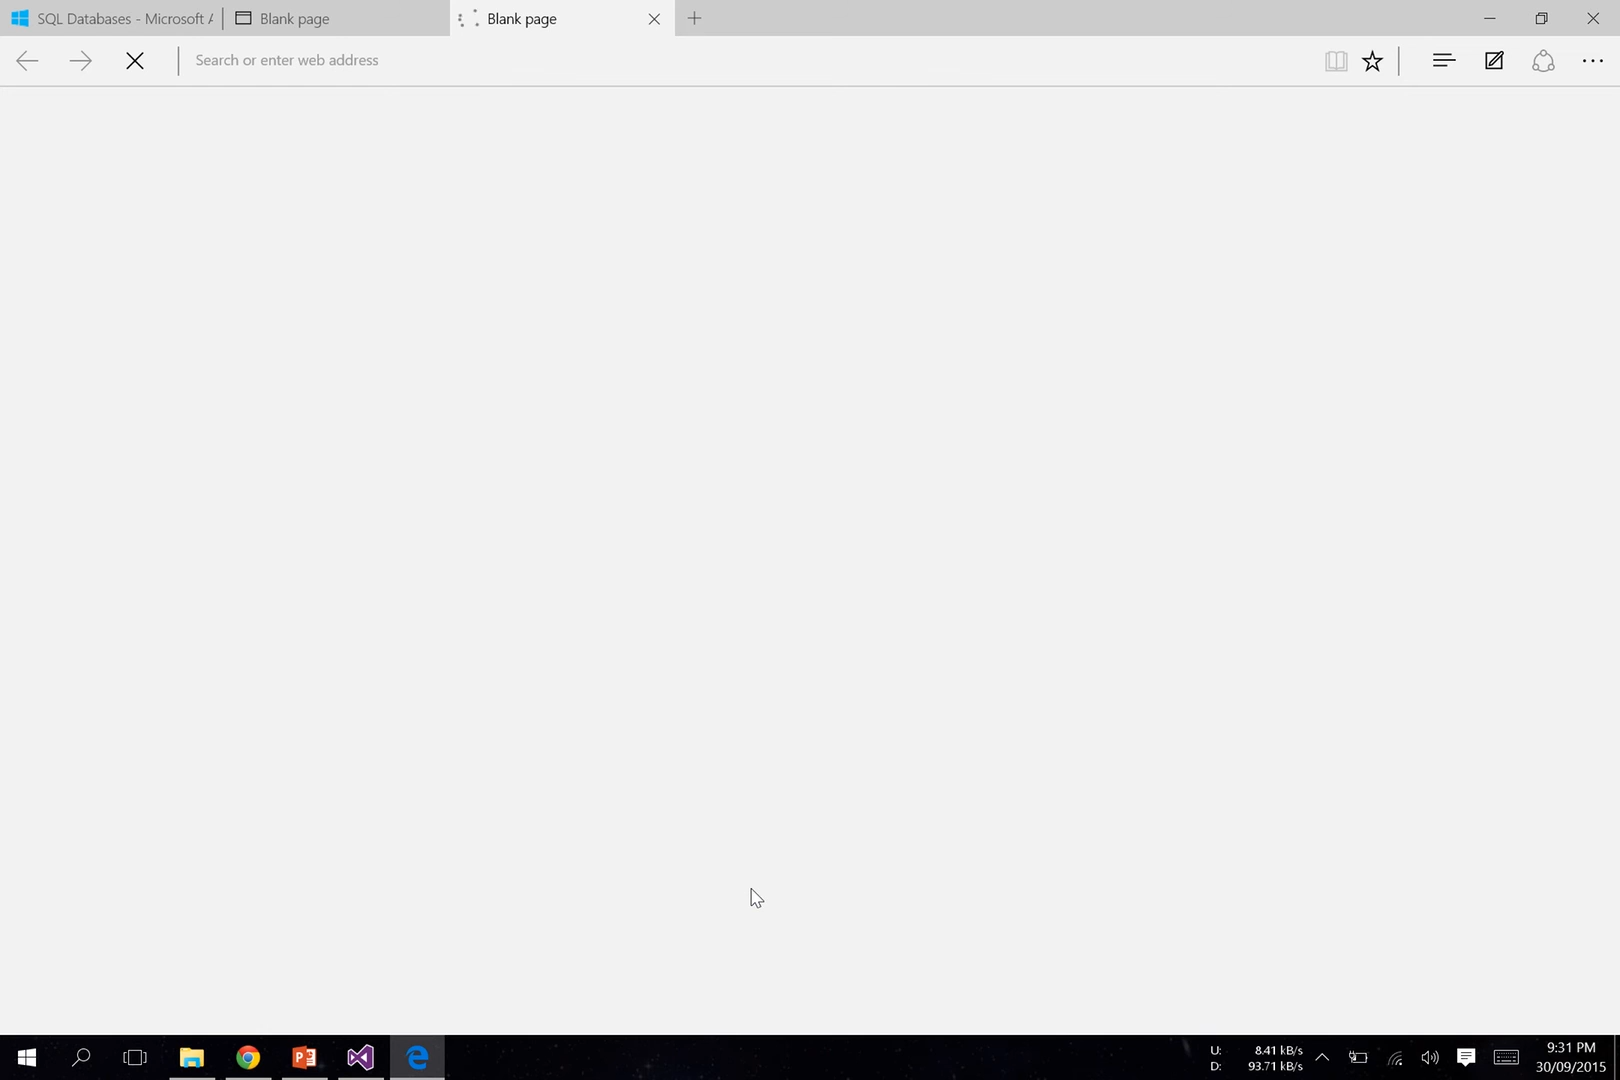 SQL Databases - Microsoft A
Blank page
Blank page
Search or enter web address
U: 8.41 kB/s
D: 93.71 kB/s
9:31 PM
30/09/2015